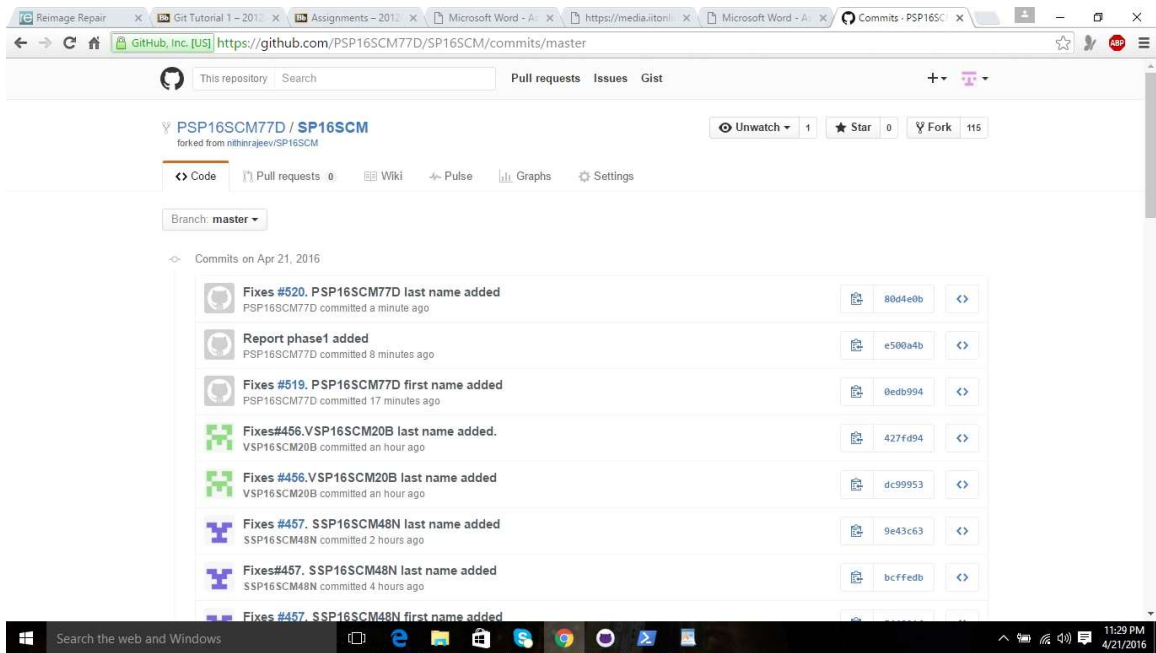 Reimage Repair
Git Tutorial 1 – 2012
Assignments – 2012
Microsoft Word - A
https://media.iitonli
Microsoft Word - A
Commits · PSP16SC
GitHub, Inc. [US] https://github.com/PSP16SCM77D/SP16SCM/commits/master
ABP
This repository Search Pull requests Issues Gist
PSP16SCM77D / SP16SCM Unwatch 1 Star 0 Fork 115
forked from nithinrajeev/SP16SCM
Code Pull requests 0 Wiki Pulse Graphs Settings
Branch: master
Commits on Apr 21, 2016
Fixes #520. PSP16SCM77D last name added
PSP16SCM77D committed a minute ago
80d4e0b
Report phase1 added
PSP16SCM77D committed 8 minutes ago
e500a4b
Fixes #519. PSP16SCM77D first name added
PSP16SCM77D committed 17 minutes ago
0edb994
Fixes#456.VSP16SCM20B last name added.
VSP16SCM20B committed an hour ago
427fd94
Fixes #456.VSP16SCM20B last name added
VSP16SCM20B committed an hour ago
dc99953
Fixes #457. SSP16SCM48N last name added
SSP16SCM48N committed 2 hours ago
9e43c63
Fixes#457. SSP16SCM48N last name added
SSP16SCM48N committed 4 hours ago
bcffedb
Fixes #457. SSP16SCM48N first name added
Search the web and Windows
11:29 PM
4/21/2016